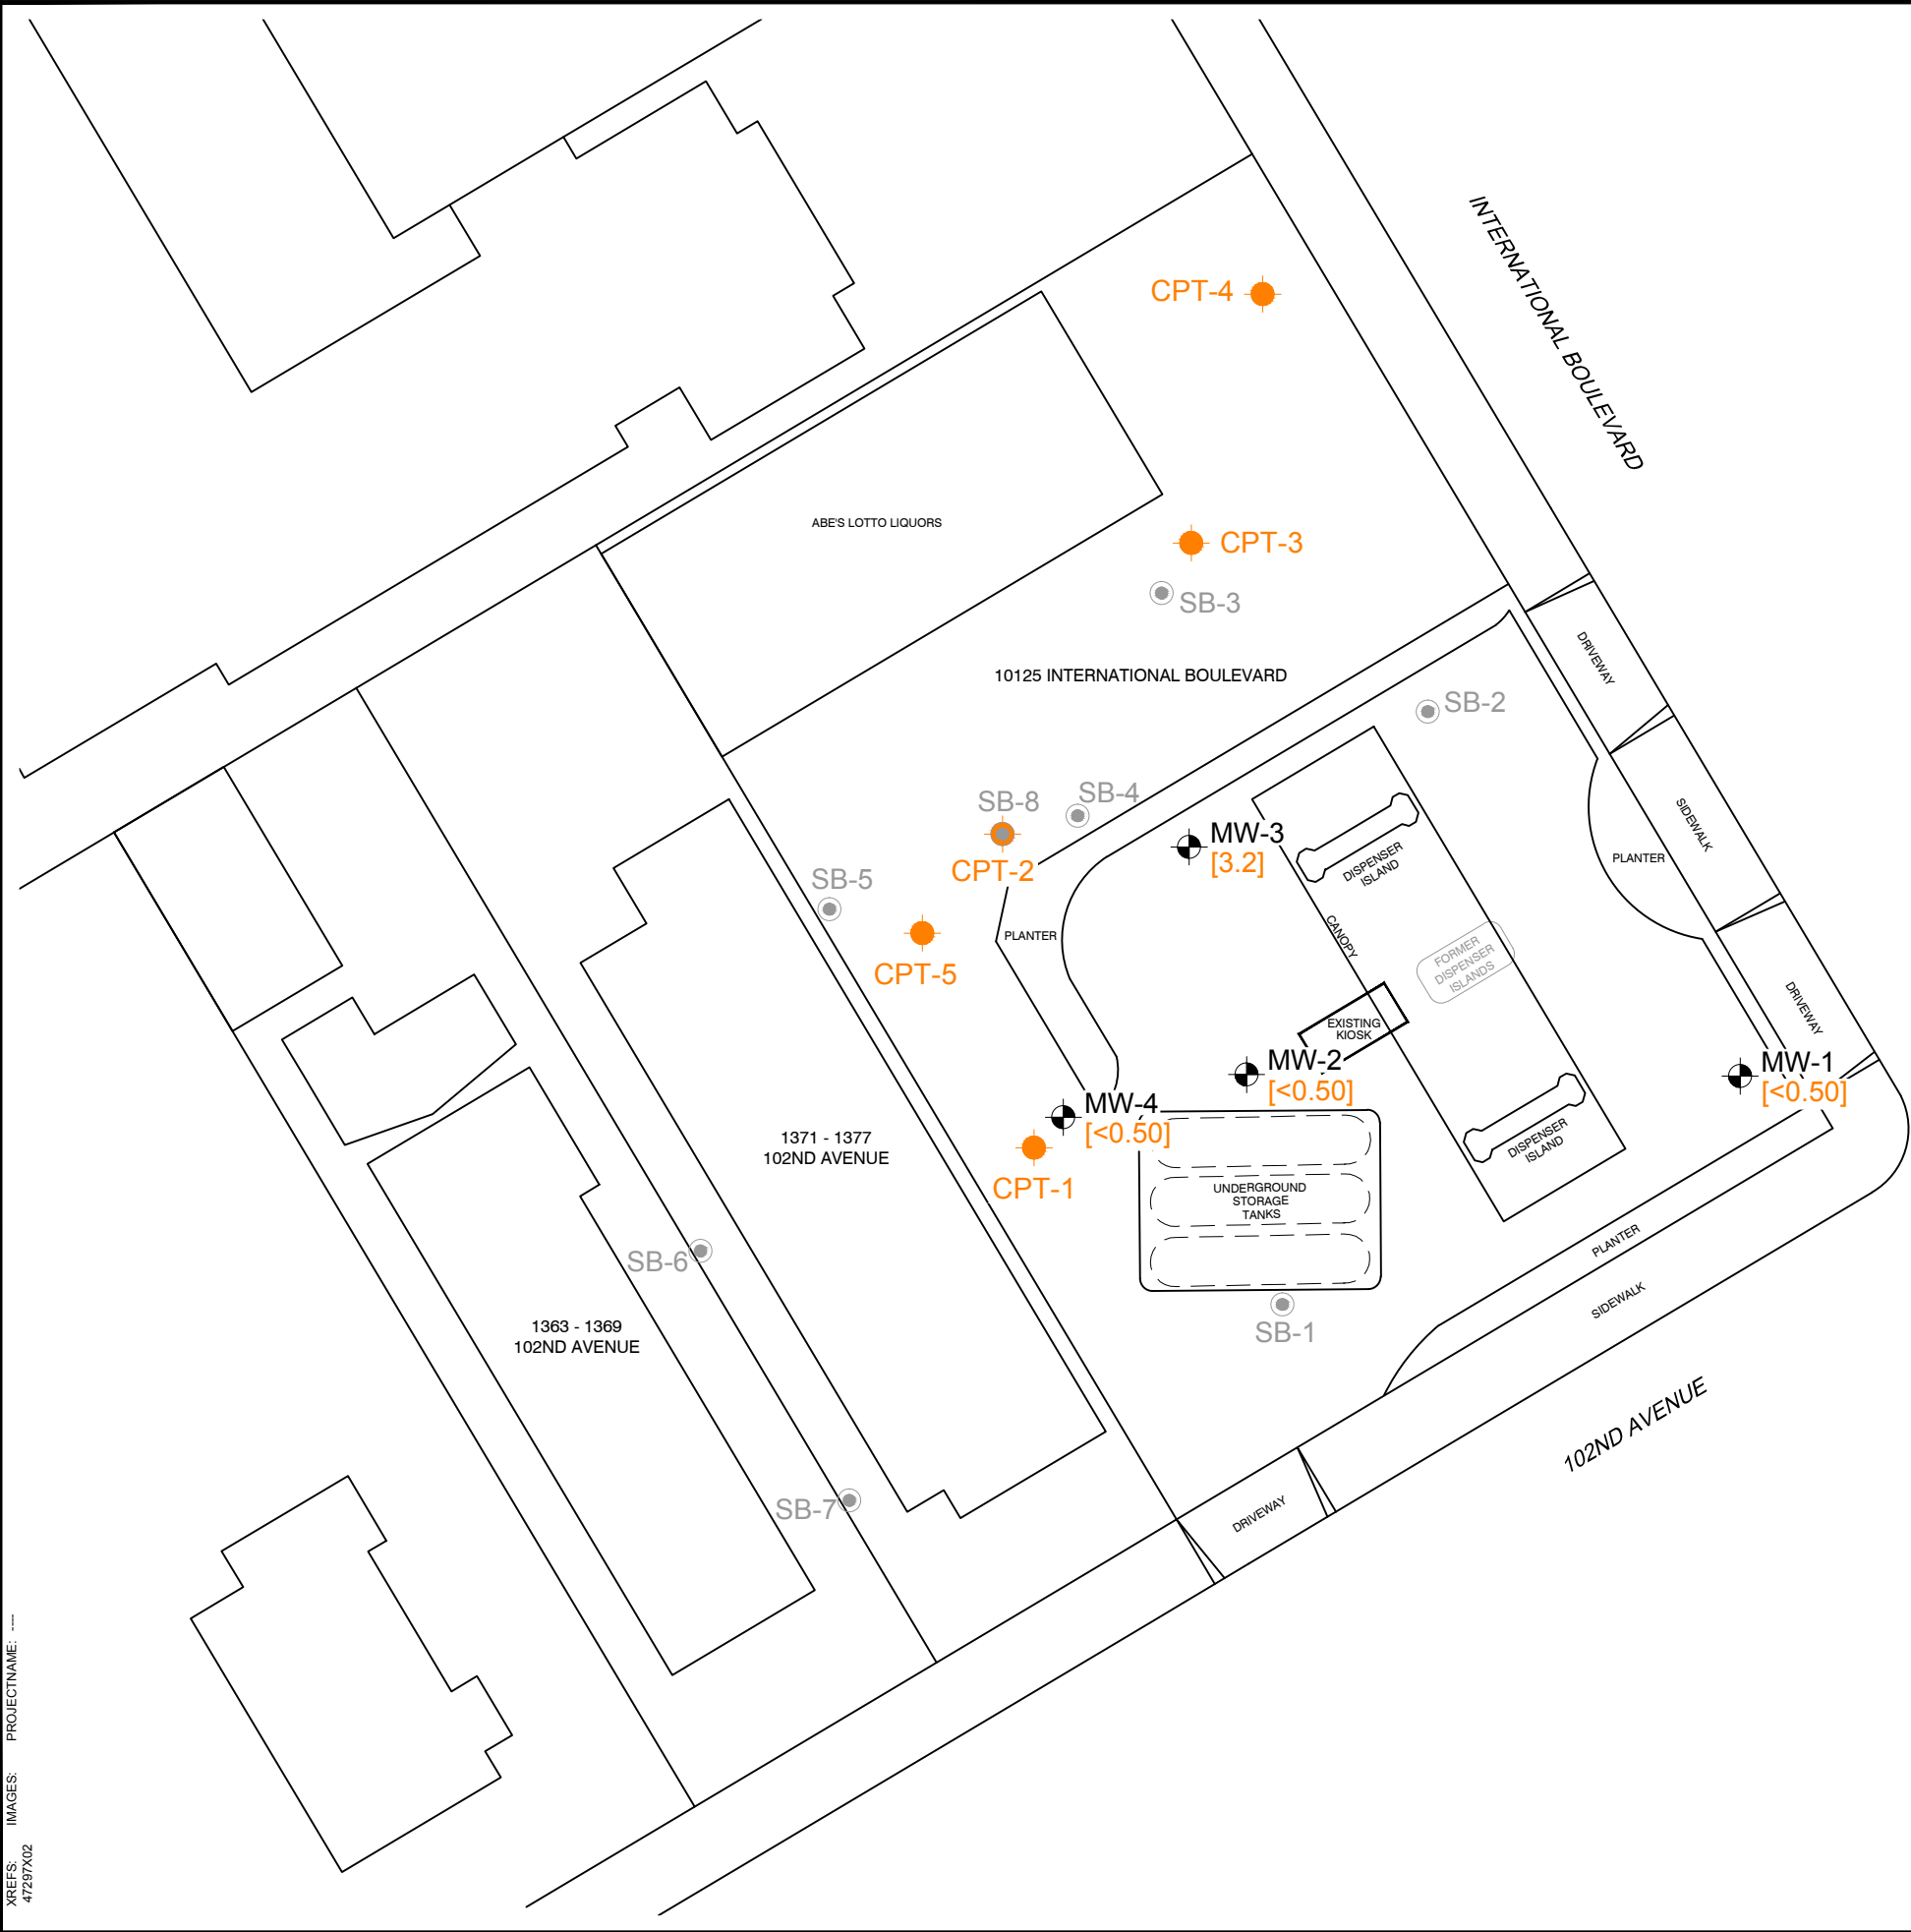 INTERNATIONAL BOULEVARD
CPT-4
ABE'S LOTTO LIQUORS
CPT-3
SB-3
10125 INTERNATIONAL BOULEVARD
DRIVEWAY
SB-2
SB-8
SB-4
SIDEWALK
MW-3
[3.2]
DISPENSER
ISLAND
PLANTER
CPT-2
SB-5
CANOPY
PLANTER
FORMER
DISPENSER
ISLANDS
CPT-5
DRIVEWAY
EXISTING
KIOSK
MW-2
[<0.50]
MW-1
[<0.50]
MW-4
[<0.50]
1371 - 1377
102ND AVENUE
DISPENSER
ISLAND
CPT-1
UNDERGROUND
STORAGE
TANKS
PLANTER
SB-6
SIDEWALK
1363 - 1369
102ND AVENUE
SB-1
102ND AVENUE
SB-7
DRIVEWAY
XREFS: IMAGES: PROJECTNAME: ----
47297X02